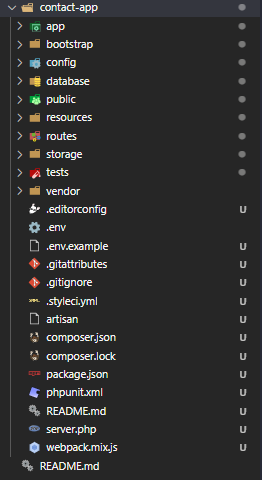 contact-app
app
bootstrap
config
database
public
resources
routes
storage
tests
vendor
.editorconfig U
.env
.env.example U
.gitattributes U
.gitignore U
.styleci.yml U
artisan U
composer.json U
composer.lock U
package.json U
phpunit.xml U
README.md U
server.php U
webpack.mix.js U
README.md